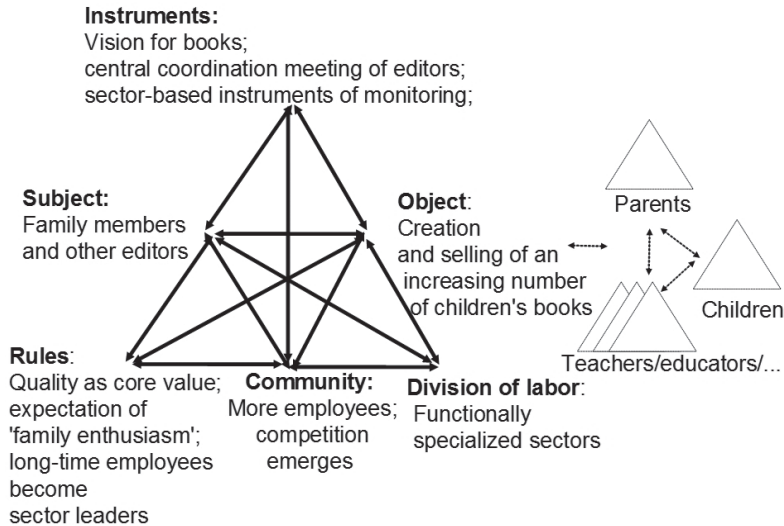 Instruments:
Vision for books;
central coordination meeting of editors;
sector-based instruments of monitoring;
Subject:
Family members
and other editors
Object:
Creation
and selling of an
increasing number
of children's books
Parents
Children
Teachers/educators/...
Rules:
Quality as core value;
expectation of
'family enthusiasm';
long-time employees
become
sector leaders
Community:
More employees;
competition
emerges
Division of labor:
Functionally
specialized sectors